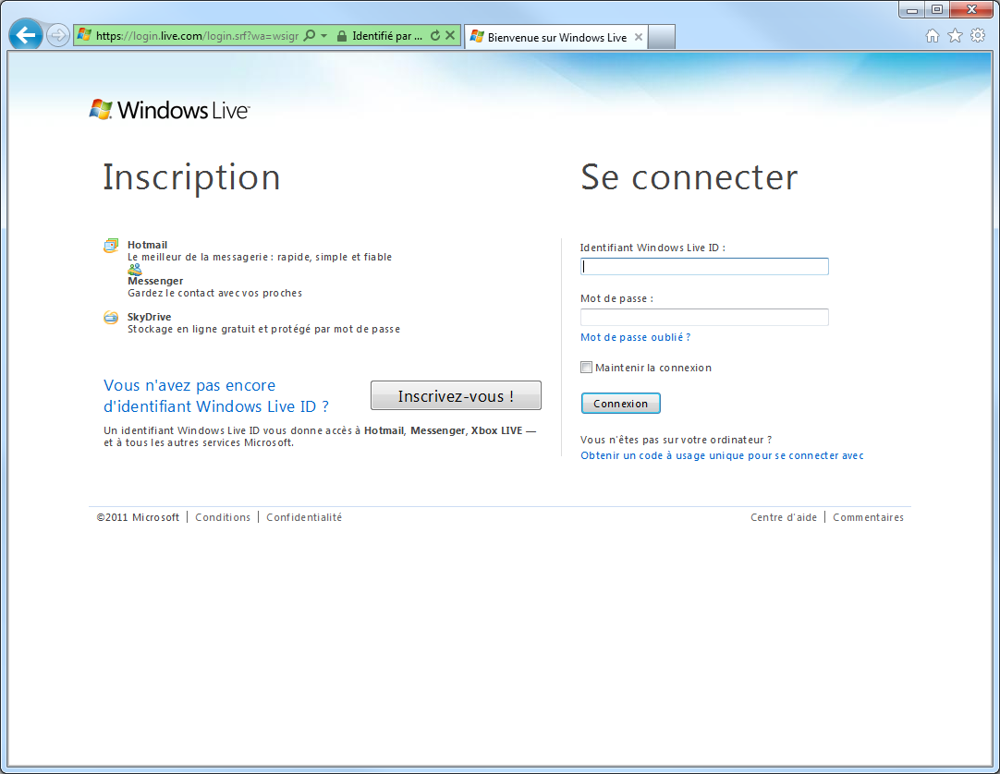 https://login.live.com/login.srf?wa=wsigr
Identifié par ...
Bienvenue sur Windows Live
Windows Live
Inscription
Hotmail
Le meilleur de la messagerie : rapide, simple et fiable
Messenger
Gardez le contact avec vos proches
SkyDrive
Stockage en ligne gratuit et protégé par mot de passe
Vous n'avez pas encore
d'identifiant Windows Live ID ?
Inscrivez-vous !
Un identifiant Windows Live ID vous donne accès à Hotmail, Messenger, Xbox LIVE —
et à tous les autres services Microsoft.
Se connecter
Identifiant Windows Live ID :
Mot de passe :
Mot de passe oublié ?
Maintenir la connexion
Connexion
Vous n'êtes pas sur votre ordinateur ?
Obtenir un code à usage unique pour se connecter avec
©2011 Microsoft | Conditions | Confidentialité
Centre d'aide | Commentaires